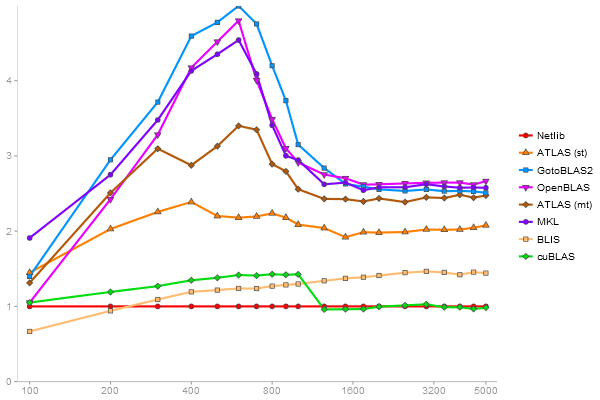 4
3
2
1
0
100
200
400
800
1600
3200
5000
Netlib
ATLAS (st)
GotoBLAS2
OpenBLAS
ATLAS (mt)
MKL
BLIS
cuBLAS